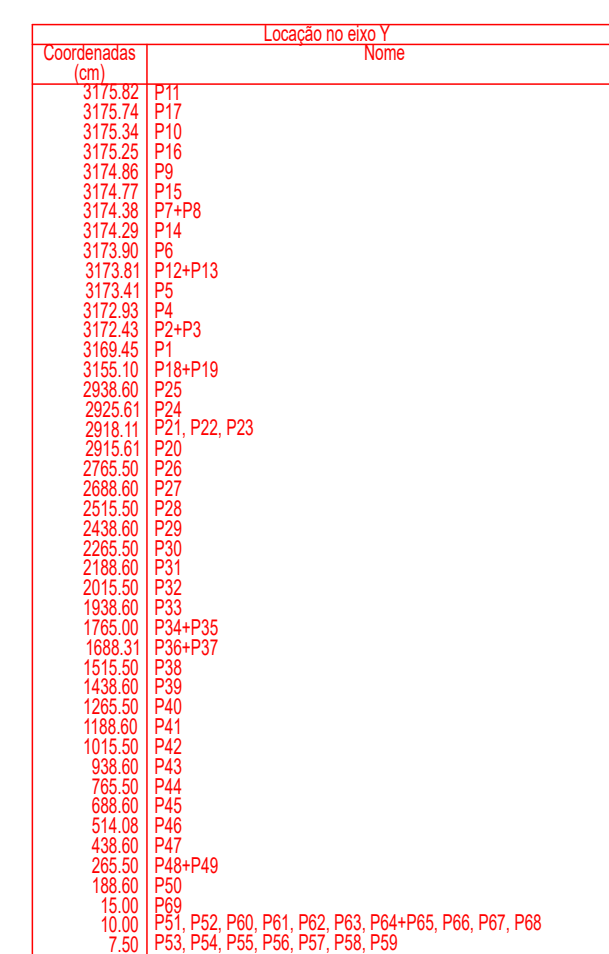 Locação no eixo Y
Coordenadas Nome
(cm)
3175.82 P11
3175.74 P17
3175.34 P10
3175.25 P16
3174.86 P9
3174.77 P15
3174.38 P7+P8
3174.29 P14
3173.90 P6
3173.81 P12+P13
3173.41 P5
3172.93 P4
3172.43 P2+P3
3169.45 P1
3155.10 P18+P19
2938.60 P25
2925.61 P24
2918.11 P21, P22, P23
2915.61 P20
2765.50 P26
2688.60 P27
2515.50 P28
2438.60 P29
2265.50 P30
2188.60 P31
2015.50 P32
1938.60 P33
1765.00 P34+P35
1688.31 P36+P37
1515.50 P38
1438.60 P39
1265.50 P40
1188.60 P41
1015.50 P42
938.60 P43
765.50 P44
688.60 P45
514.08 P46
438.60 P47
265.50 P48+P49
188.60 P50
15.00 P69
10.00 P51, P52, P60, P61, P62, P63, P64+P65, P66, P67, P68
7.50 P53, P54, P55, P56, P57, P58, P59